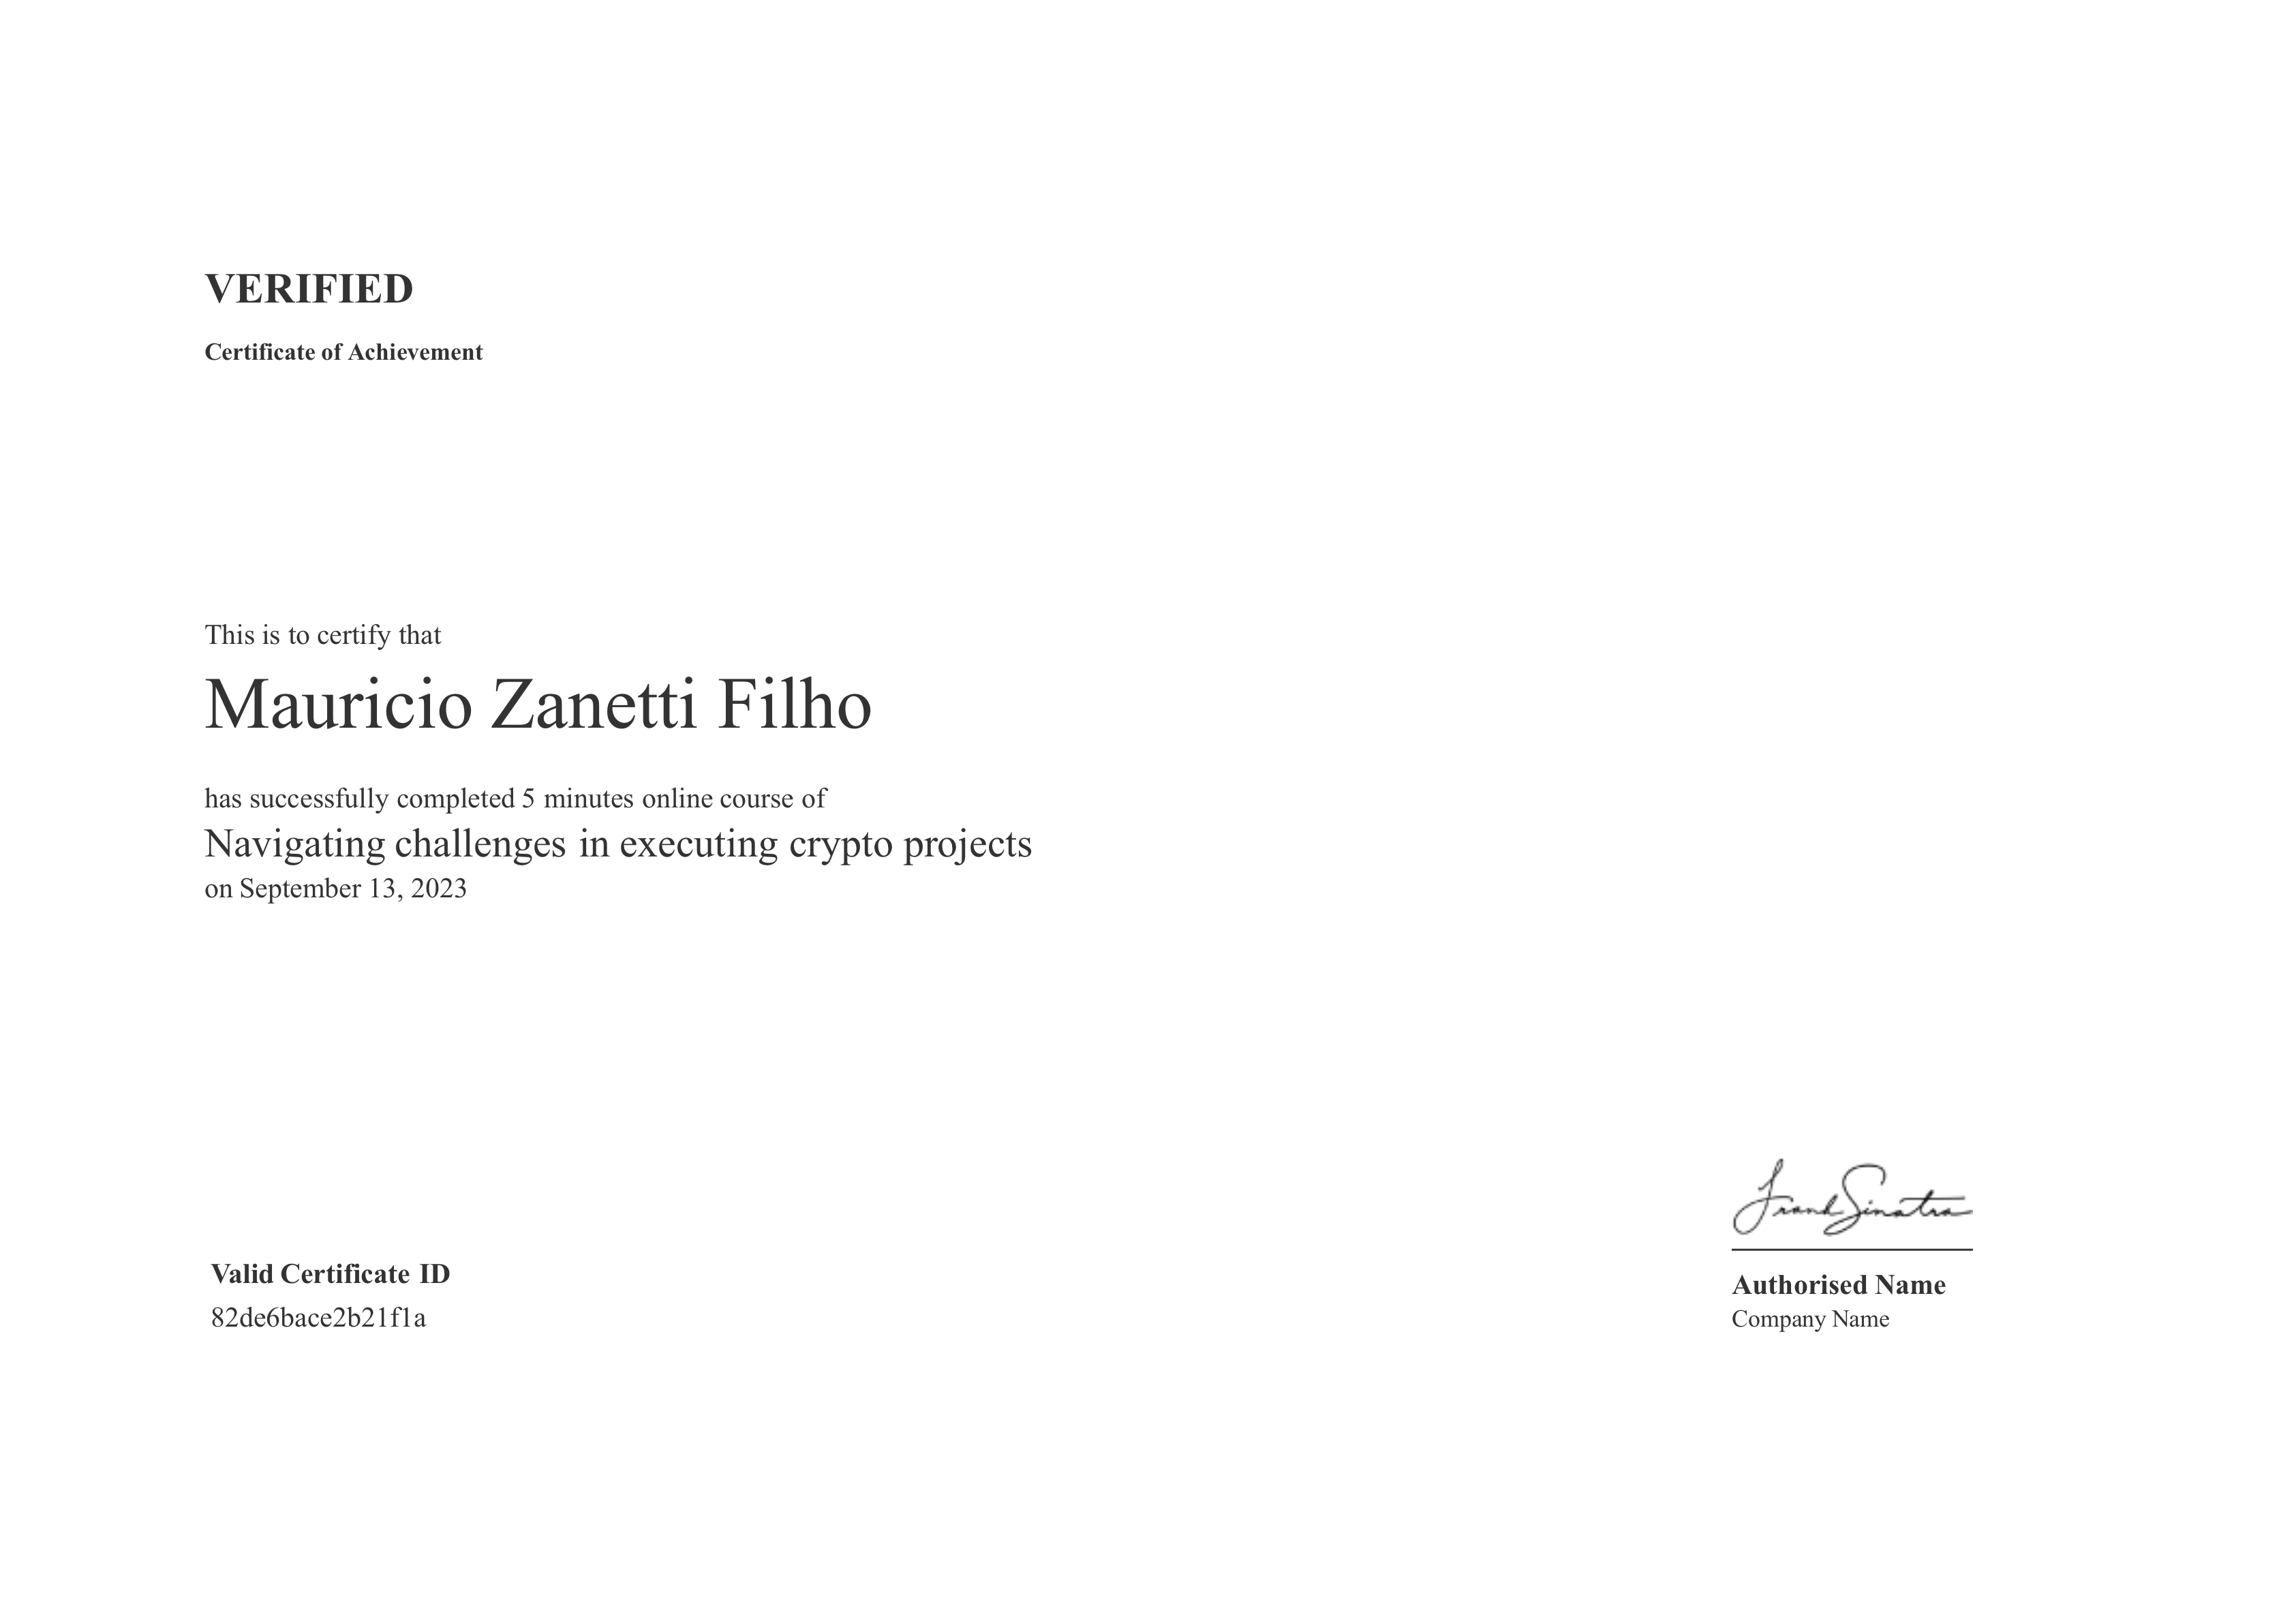 VERIFIED
Certificate of Achievement
This is to certify that
Mauricio Zanetti Filho
has successfully completed 5 minutes online course of
Navigating challenges in executing crypto projects
on September 13, 2023
Frank Sinatra
Valid Certificate ID
82de6bace2b21f1a
Authorised Name
Company Name